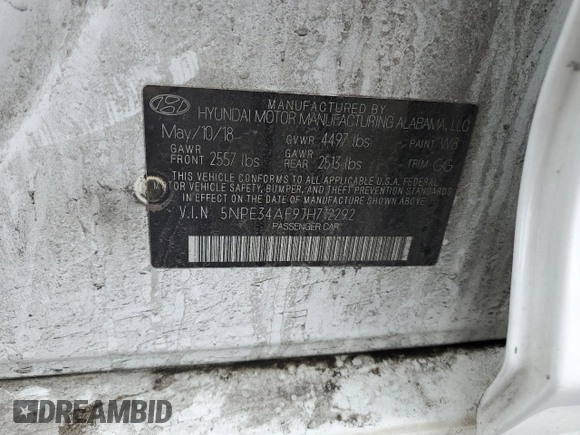 MANUFACTURED BY
HYUNDAI MOTOR MANUFACTURING ALABAMA, LLC
May/10/18 GVWR 4497 lbs PAINT: W8
GAWR FRONT 2557 lbs GAWR REAR 2513 lbs TRIM: GG
THIS VEHICLE CONFORMS TO ALL APPLICABLE U.S.A. FEDERAL
MOTOR VEHICLE SAFETY, BUMPER, AND THEFT PREVENTION STANDARDS
IN EFFECT ON THE DATE OF MANUFACTURE SHOWN ABOVE.
V.I.N 5NPE34AF9JH712292
PASSENGER CAR
DREAMBID